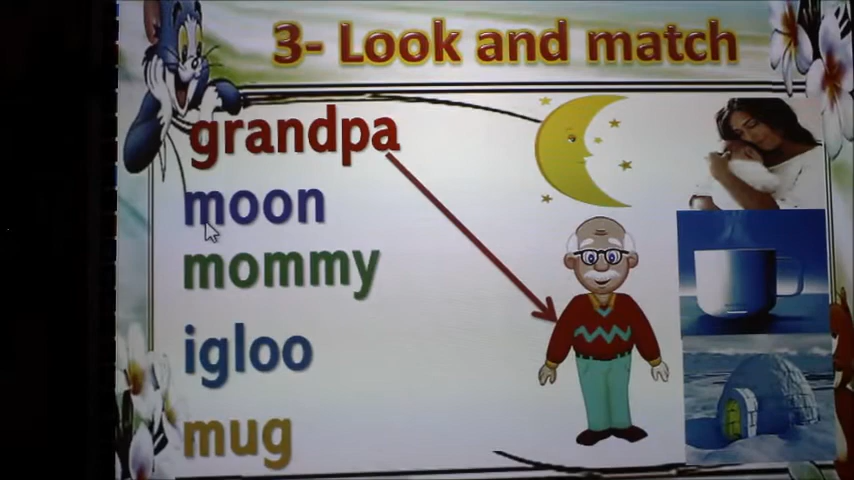 3- Look and match
grandpa
moon
mommy
igloo
mug